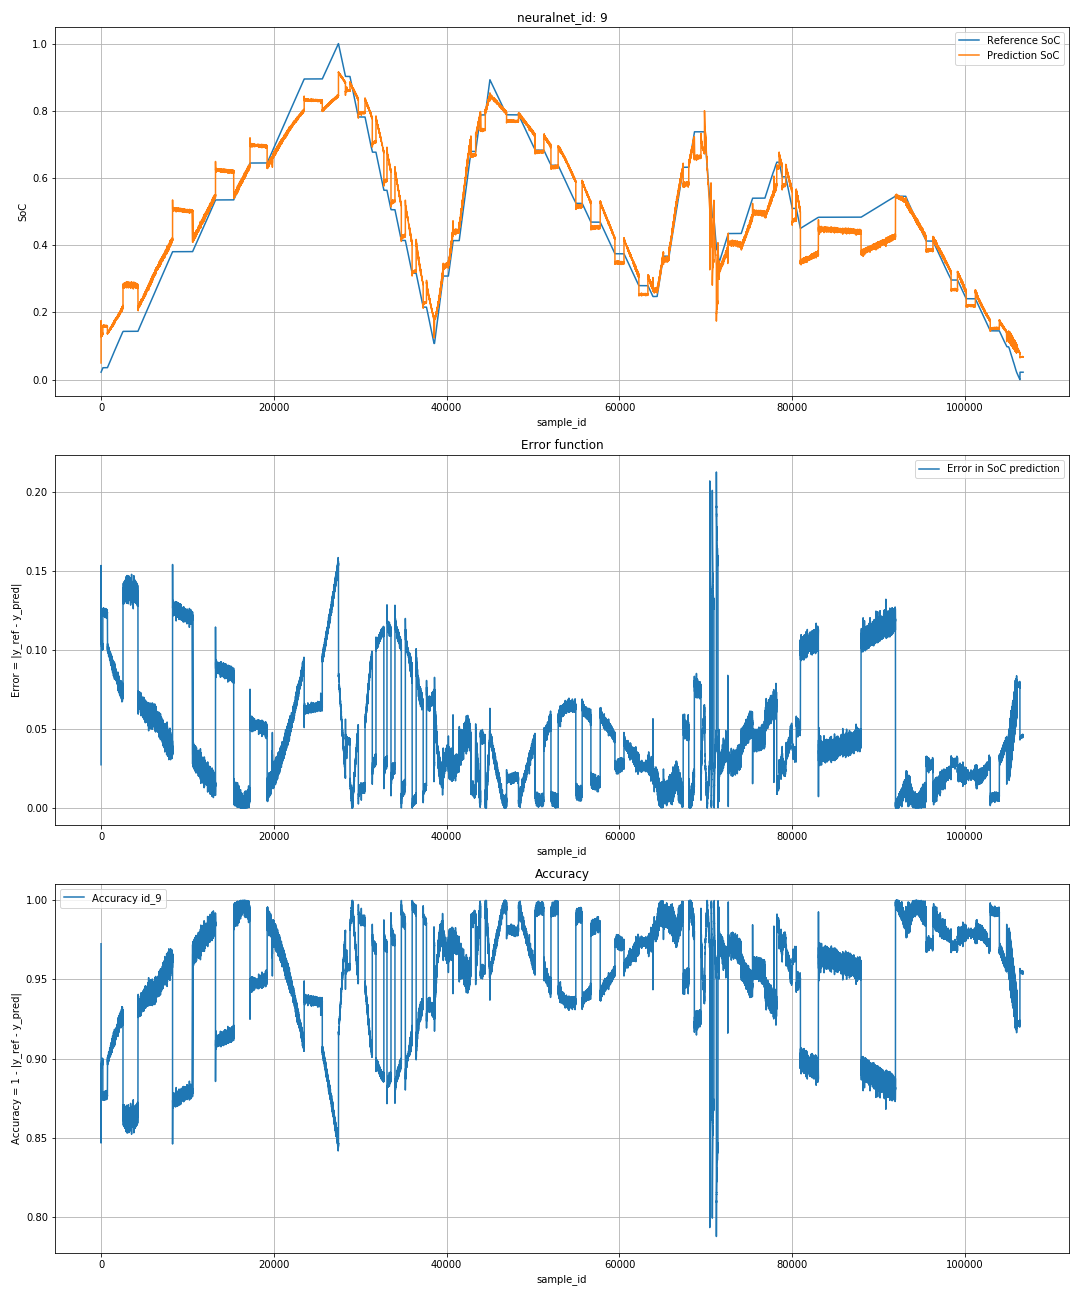 neuralnet_id: 9
Reference SoC
Prediction SoC
SoC
1.0
0.8
0.6
0.4
0.2
0.0
0 20000 40000 60000 80000 100000
sample_id
Error function
Error in SoC prediction
Error = |y_ref - y_pred|
0.20
0.15
0.10
0.05
0.00
0 20000 40000 60000 80000 100000
sample_id
Accuracy
Accuracy id_9
Accuracy = 1 - |y_ref - y_pred|
1.00
0.95
0.90
0.85
0.80
0 20000 40000 60000 80000 100000
sample_id